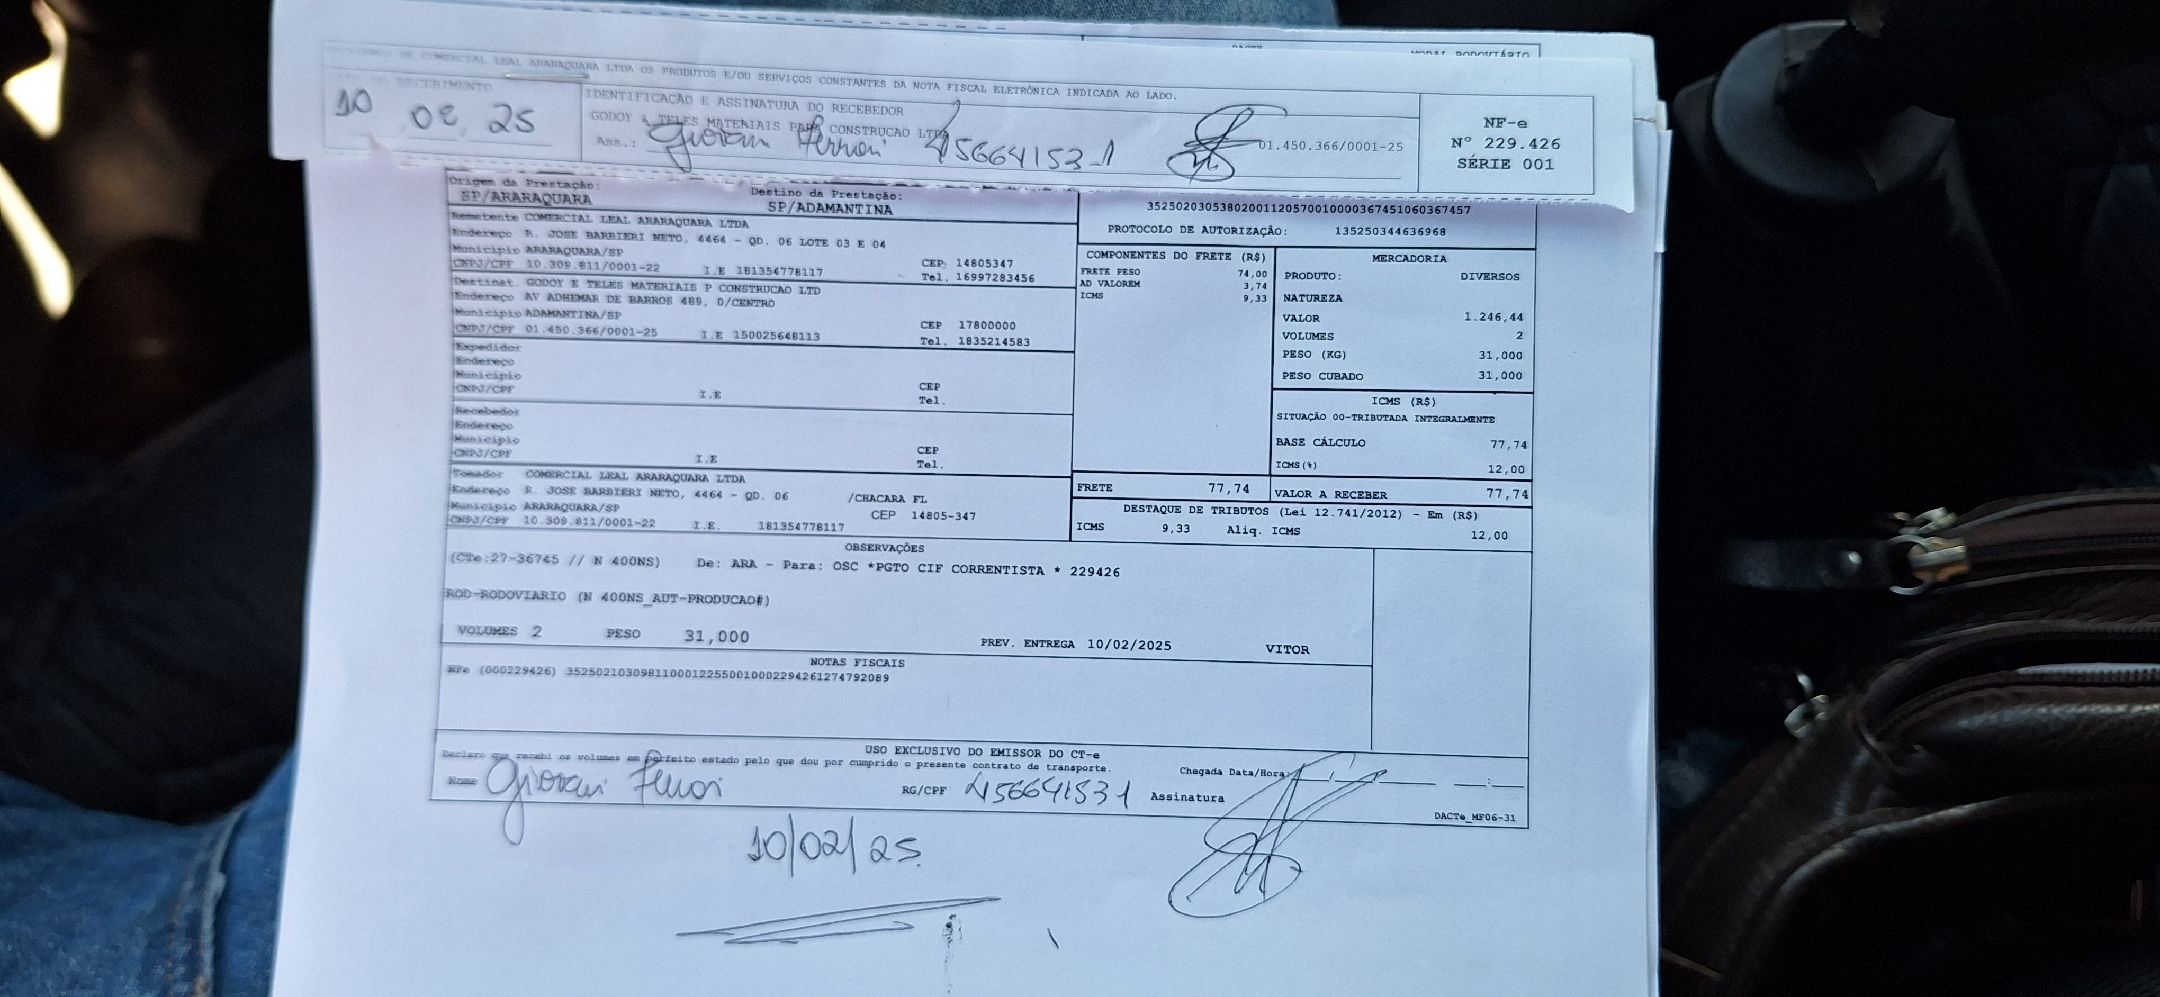 MODAL RODOVIÁRIO
DE COMERCIAL LEAL ARARAQUARA LTDA OS PRODUTOS E/OU SERVIÇOS CONSTANTES DA NOTA FISCAL ELETRÔNICA INDICADA AO LADO.
RECEBIMENTO
10 02 25
IDENTIFICAÇÃO E ASSINATURA DO RECEBEDOR
GODOY & TELES MATERIAIS PARA CONSTRUCAO LTDA
Ass.: Giovani Ferrari 45664153-1
01.450.366/0001-25
NF-e
Nº 229.426
SÉRIE 001
Origem da Prestação:
SP/ARARAQUARA
Destino da Prestação:
SP/ADAMANTINA
35250203053802001120570010000367451060367457
PROTOCOLO DE AUTORIZAÇÃO: 135250344636968
Remetente COMERCIAL LEAL ARARAQUARA LTDA
Endereço R. JOSE BARBIERI NETO, 4464 - QD. 06 LOTE 03 E 04
Município ARARAQUARA/SP CEP 14805347
CNPJ/CPF 10.309.811/0001-22 I.E 181354778117 Tel. 16997283456
Destinat. GODOY E TELES MATERIAIS P CONSTRUCAO LTD
Endereço AV ADHEMAR DE BARROS 489, 0/CENTRO
Município ADAMANTINA/SP CEP 17800000
CNPJ/CPF 01.450.366/0001-25 I.E 150025648113 Tel. 1835214583
Expedidor
Endereço
Município CEP
CNPJ/CPF I.E Tel.
Recebedor
Endereço
Município CEP
CNPJ/CPF I.E Tel.
Tomador COMERCIAL LEAL ARARAQUARA LTDA
Endereço R. JOSE BARBIERI NETO, 4464 - QD. 06 /CHACARA FL
Município ARARAQUARA/SP CEP 14805-347
CNPJ/CPF 10.309.811/0001-22 I.E. 181354778117
COMPONENTES DO FRETE (R$)
FRETE PESO 74,00
AD VALOREM 3,74
ICMS 9,33
MERCADORIA
PRODUTO: DIVERSOS
NATUREZA
VALOR 1.246,44
VOLUMES 2
PESO (KG) 31,000
PESO CUBADO 31,000
ICMS (R$)
SITUAÇÃO 00-TRIBUTADA INTEGRALMENTE
BASE CÁLCULO 77,74
ICMS(%) 12,00
FRETE 77,74
VALOR A RECEBER 77,74
DESTAQUE DE TRIBUTOS (Lei 12.741/2012) - Em (R$)
ICMS 9,33 Aliq. ICMS 12,00
OBSERVAÇÕES
(CTe:27-36745 // N 400NS) De: ARA - Para: OSC *PGTO CIF CORRENTISTA * 229426
ROD-RODOVIARIO (N 400NS_AUT-PRODUCAO#)
VOLUMES 2 PESO 31,000 PREV. ENTREGA 10/02/2025 VITOR
NOTAS FISCAIS
NFe (000229426) 35250210309811000122550010002294261274792089
USO EXCLUSIVO DO EMISSOR DO CT-e
Declaro que recebi os volumes em perfeito estado pelo que dou por cumprido o presente contrato de transporte.
Chegada Data/Hora:
Nome Giovani Ferrari RG/CPF 456641531 Assinatura
DACTe_MF06-31
10/02/25